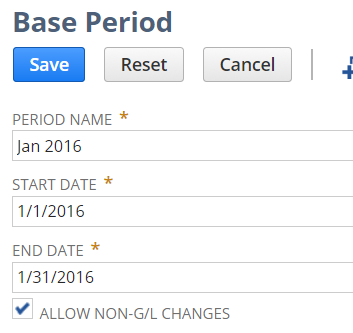 Base Period
Save Reset Cancel
PERIOD NAME *
Jan 2016
START DATE *
1/1/2016
END DATE *
1/31/2016
ALLOW NON-G/L CHANGES